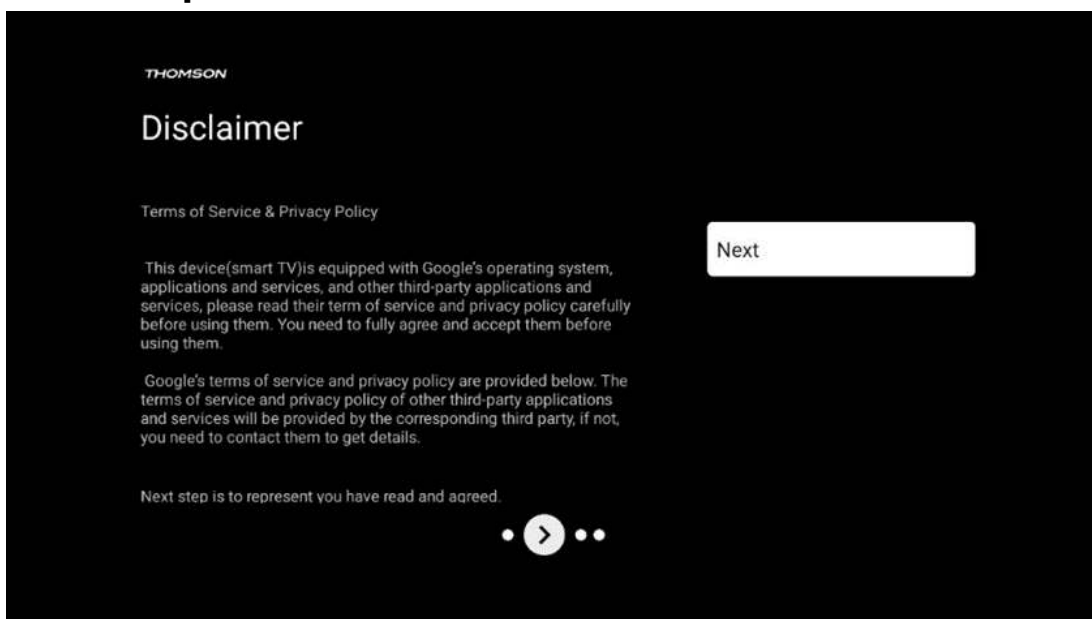 THOMSON
Disclaimer
Terms of Service & Privacy Policy
Next
This device(smart TV)is equipped with Google's operating system,
applications and services, and other third-party applications and
services, please read their term of service and privacy policy carefully
before using them. You need to fully agree and accept them before
using them.
Google's terms of service and privacy policy are provided below. The
terms of service and privacy policy of other third-party applications
and services will be provided by the corresponding third party, if not,
you need to contact them to get details.
Next step is to represent you have read and agreed.